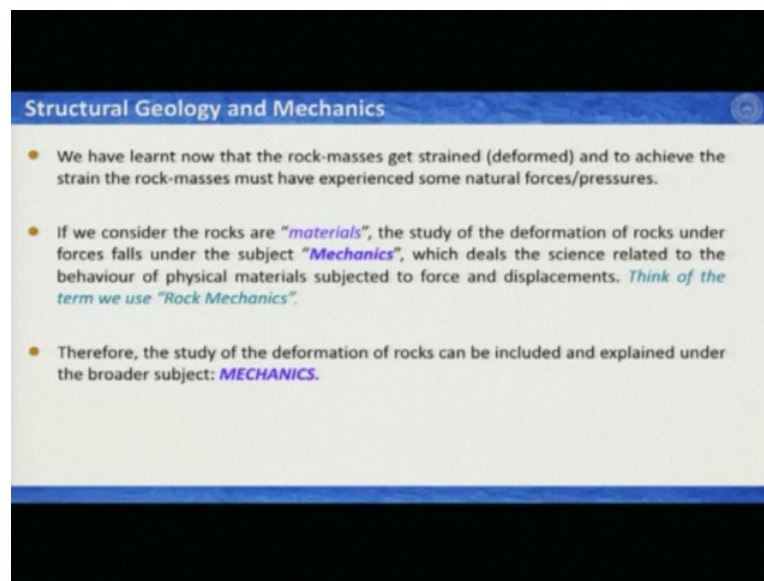 Structural Geology and Mechanics
We have learnt now that the rock-masses get strained (deformed) and to achieve the
strain the rock-masses must have experienced some natural forces/pressures.
If we consider the rocks are “materials”, the study of the deformation of rocks under
forces falls under the subject “Mechanics”, which deals the science related to the
behaviour of physical materials subjected to force and displacements. Think of the
term we use “Rock Mechanics”.
Therefore, the study of the deformation of rocks can be included and explained under
the broader subject: MECHANICS.